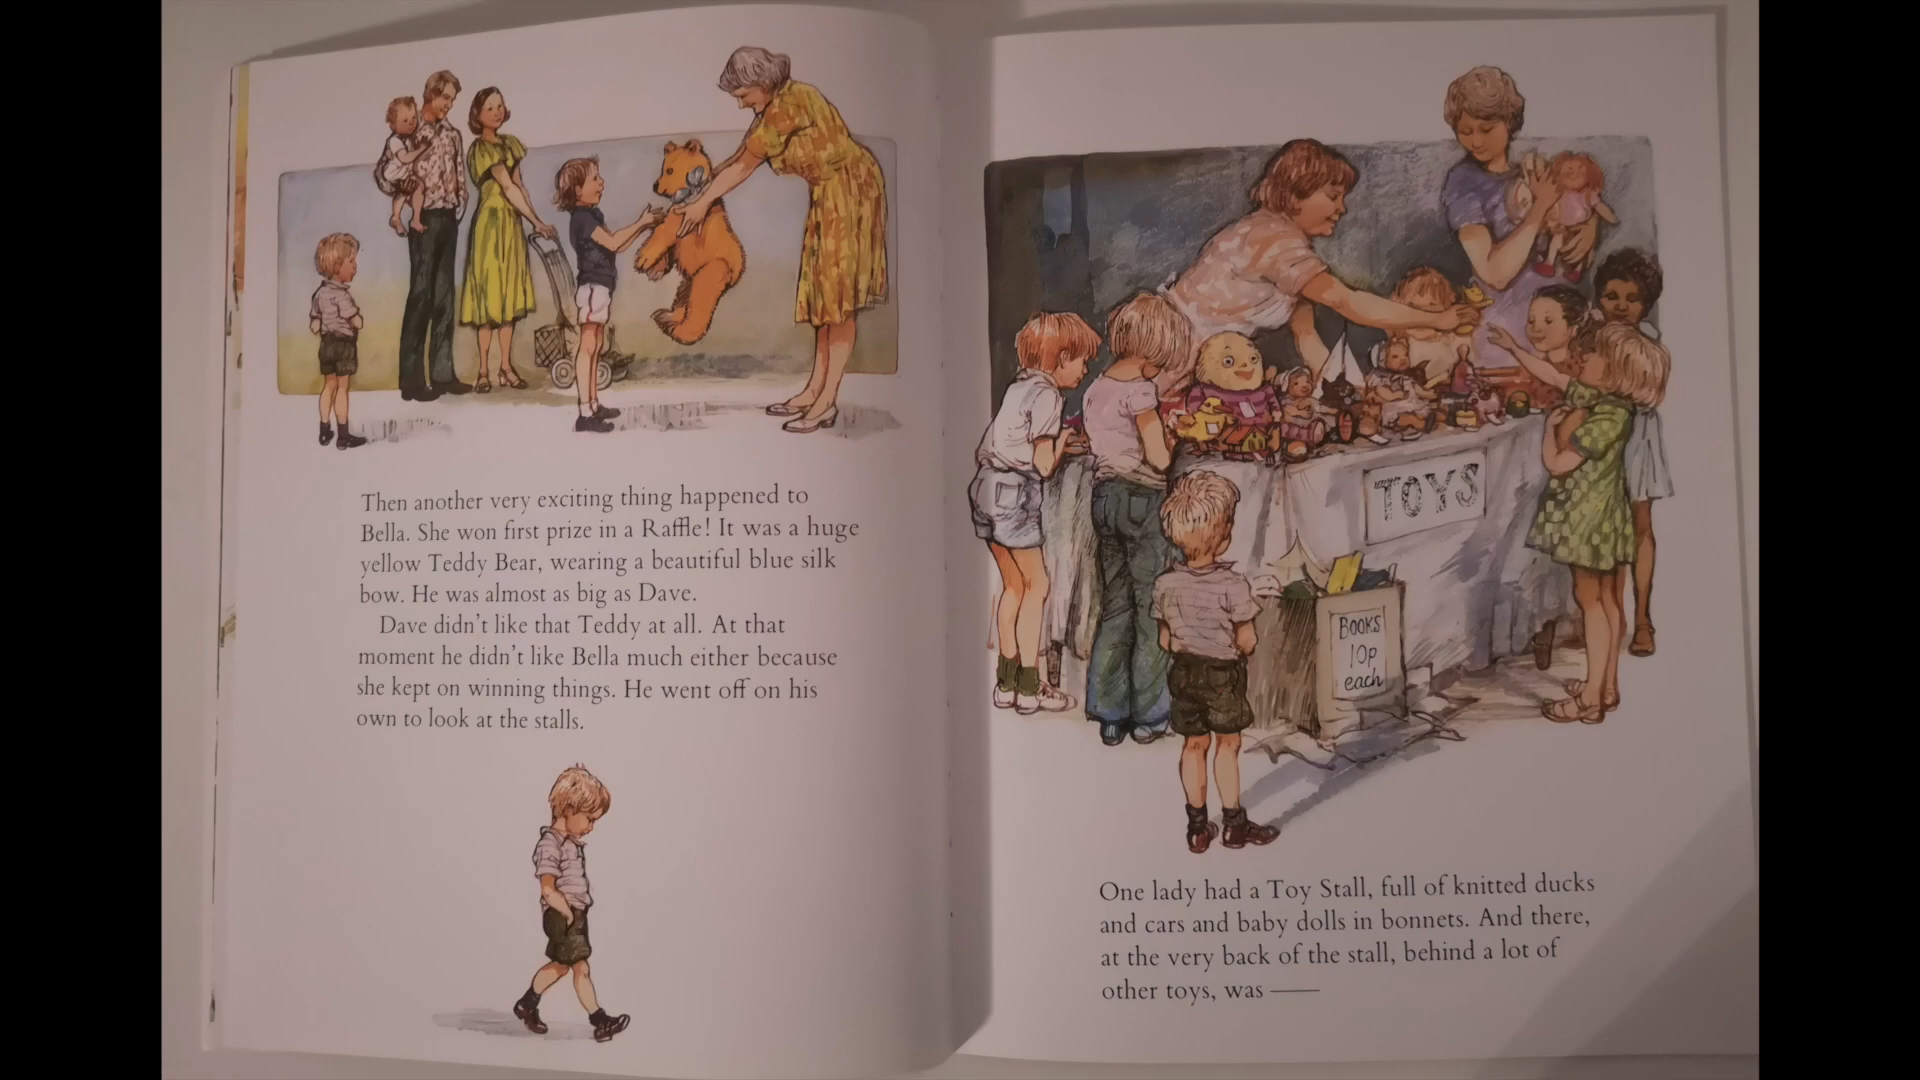 Then another very exciting thing happened to
Bella. She won first prize in a Raffle! It was a huge
yellow Teddy Bear, wearing a beautiful blue silk
bow. He was almost as big as Dave.
Dave didn't like that Teddy at all. At that
moment he didn't like Bella much either because
she kept on winning things. He went off on his
own to look at the stalls.
TOYS
BOOKS
10p
each
One lady had a Toy Stall, full of knitted ducks
and cars and baby dolls in bonnets. And there,
at the very back of the stall, behind a lot of
other toys, was ——